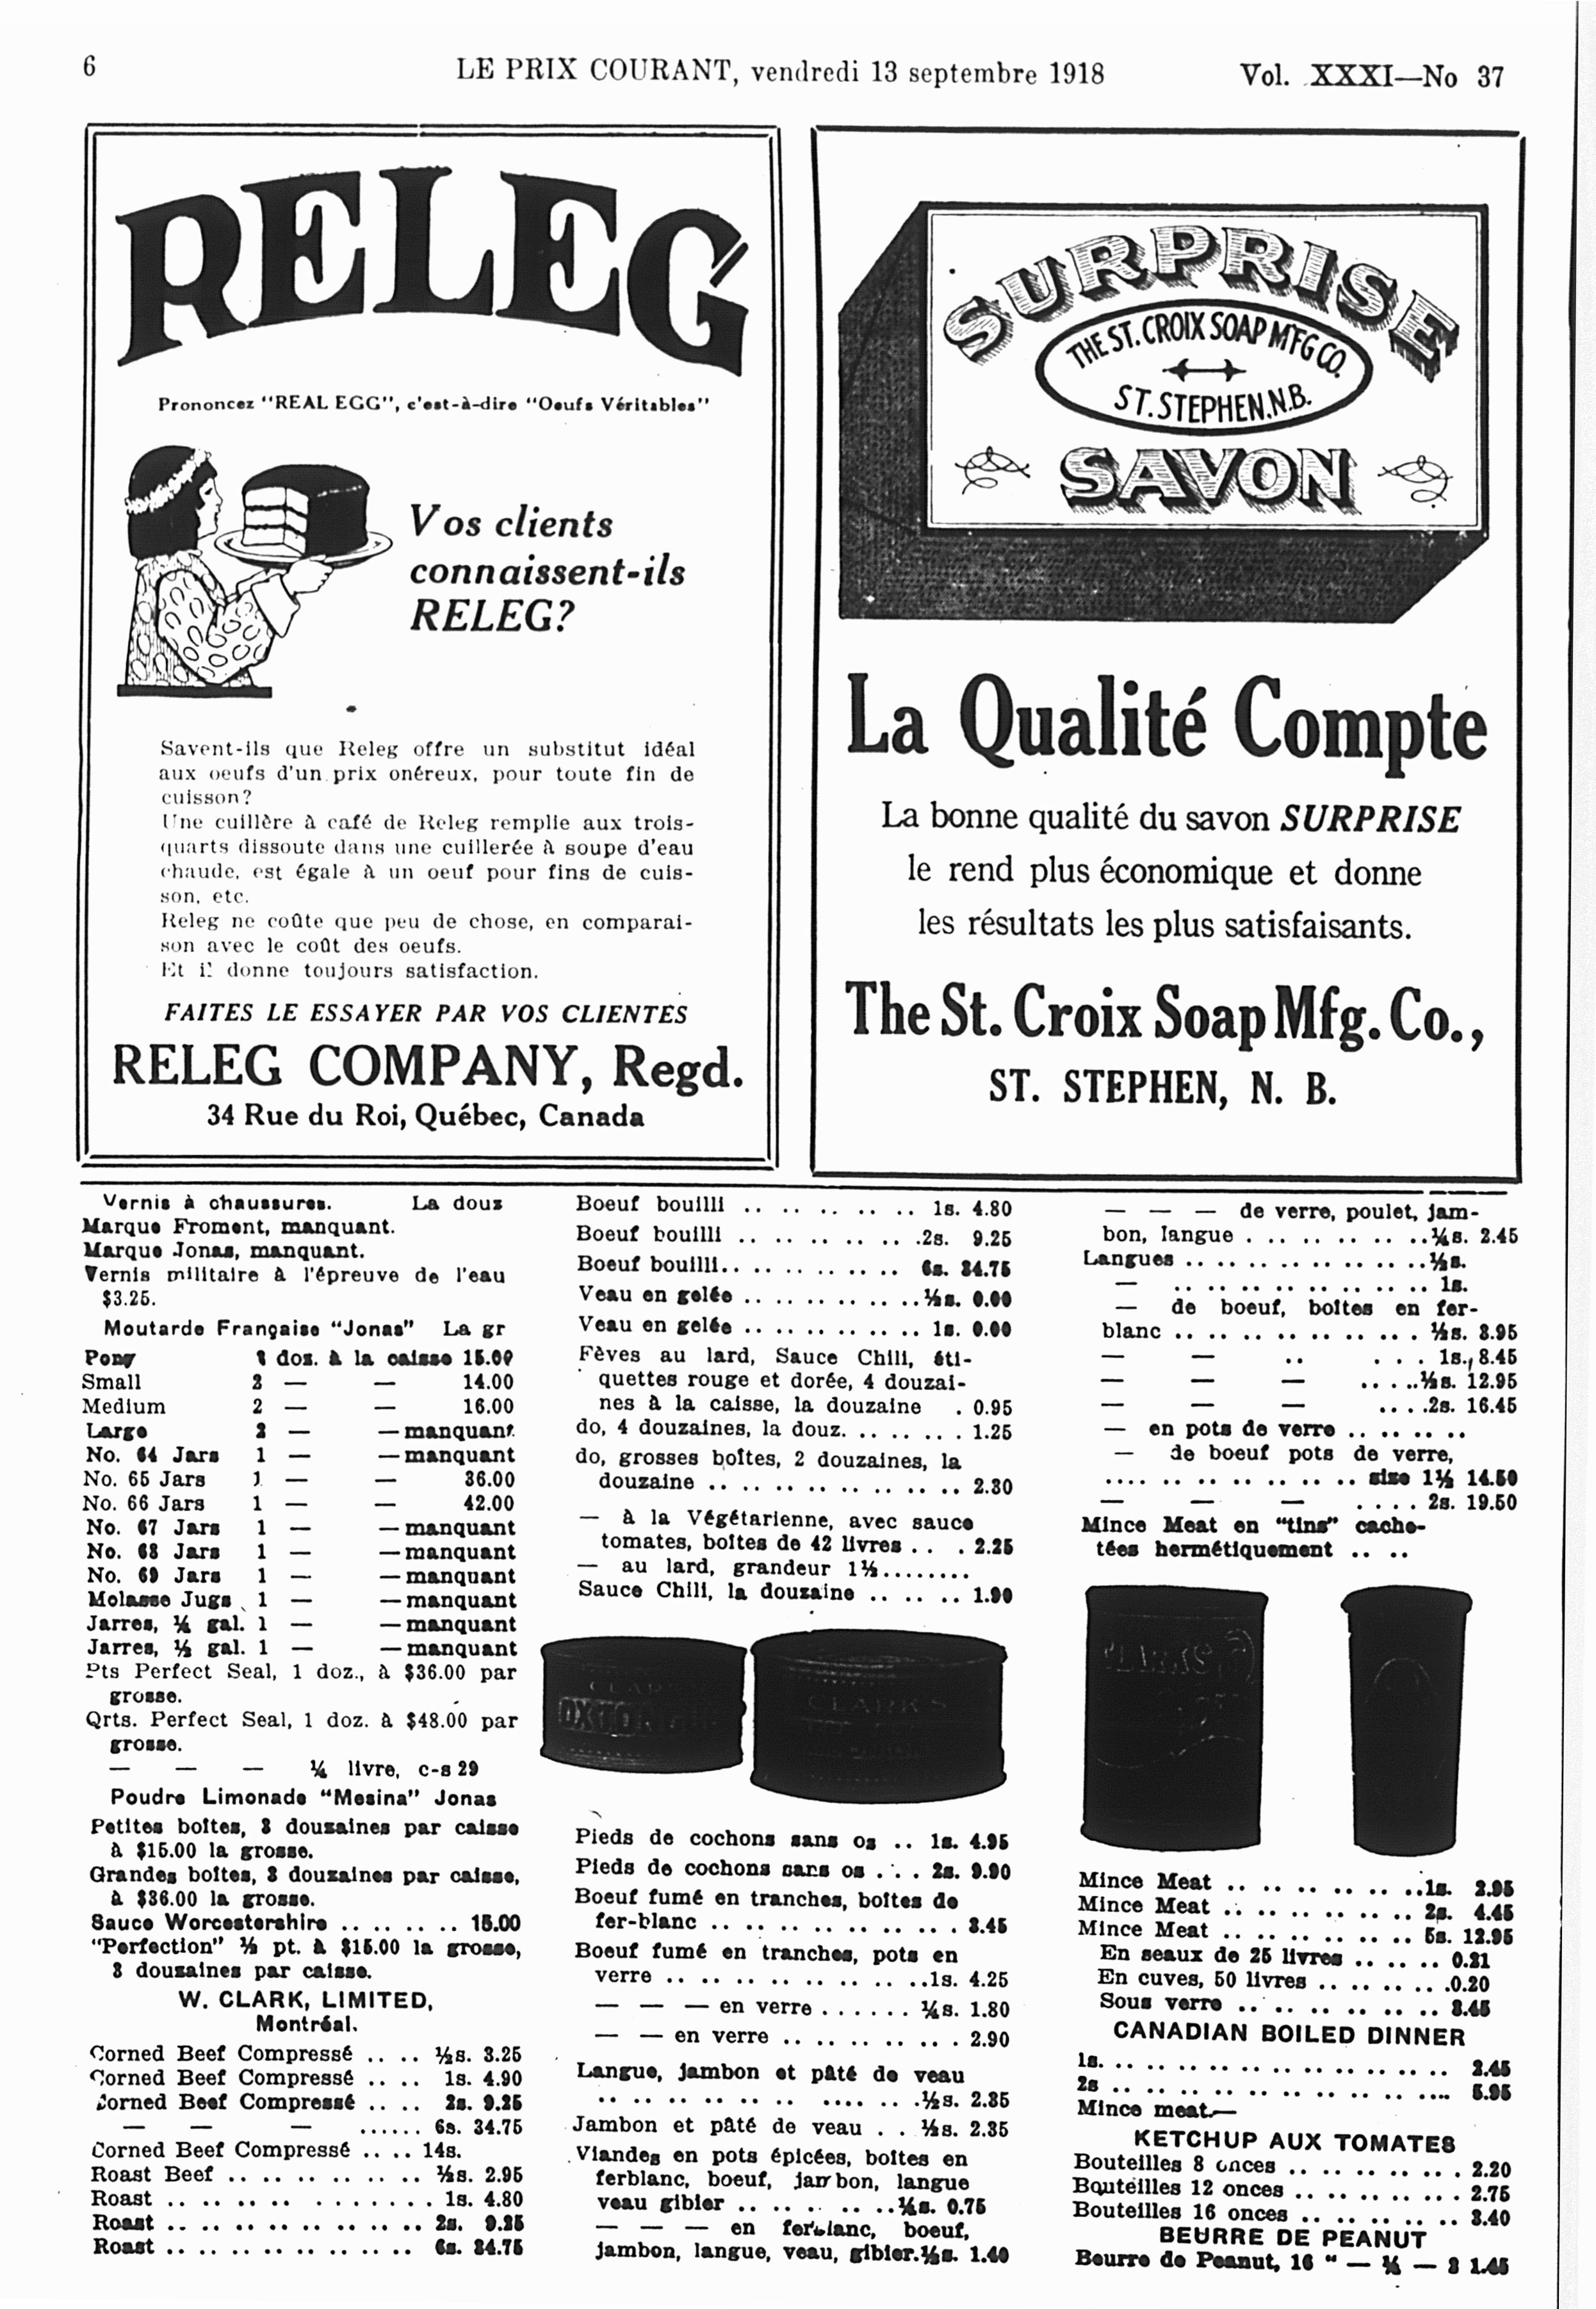 6
LE PRIX COURANT, vendredi 13 septembre 1918
Vol. XXXI—No 37
RELEG
Prononcez "REAL EGG", c'est-à-dire "Oeufs Véritables"
Vos clients
connaissent-ils
RELEG?
Savent-ils que Releg offre un substitut idéal
aux oeufs d'un prix onéreux, pour toute fin de
cuisson?
Une cuillère à café de Releg remplie aux trois-
quarts dissoute dans une cuillerée à soupe d'eau
chaude, est égale à un oeuf pour fins de cuis-
son, etc.
Releg ne coûte que peu de chose, en comparai-
son avec le coût des oeufs.
Et il donne toujours satisfaction.
FAITES LE ESSAYER PAR VOS CLIENTES
RELEG COMPANY, Regd.
34 Rue du Roi, Québec, Canada
SURPRISE
THE ST. CROIX SOAP M'F'G CO.
ST. STEPHEN, N.B.
SAVON
La Qualité Compte
La bonne qualité du savon SURPRISE
le rend plus économique et donne
les résultats les plus satisfaisants.
The St. Croix Soap Mfg. Co.,
ST. STEPHEN, N. B.
Vernis à chaussures. La douz
Marque Froment, manquant.
Marque Jonas, manquant.
Vernis militaire à l'épreuve de l'eau
$3.25.
Moutarde Française "Jonas" La gr
Pony doz. à la caisse 15.00
Small 2 — — 14.00
Medium 2 — — 16.00
Large 2 — — manquant
No. 64 Jars 1 — — manquant
No. 65 Jars 1 — — 36.00
No. 66 Jars 1 — — 42.00
No. 67 Jars 1 — — manquant
No. 68 Jars 1 — — manquant
No. 69 Jars 1 — — manquant
Molasse Jugs 1 — — manquant
Jarres, ¼ gal. 1 — — manquant
Jarres, ½ gal. 1 — — manquant
Pts Perfect Seal, 1 doz., à $36.00 par
grosse.
Qrts. Perfect Seal, 1 doz. à $48.00 par
grosse.
— — — ¼ livre, c-s 29
Poudre Limonade "Mesina" Jonas
Petites boîtes, 3 douzaines par caisse
à $15.00 la grosse.
Grandes boîtes, 3 douzaines par caisse,
à $36.00 la grosse.
Sauce Worcestershire .. .. .. .. 15.00
"Perfection" ½ pt. à $15.00 la grosse,
3 douzaines par caisse.
W. CLARK, LIMITED,
Montréal.
Corned Beef Compressé .. .. ½s. 3.25
Corned Beef Compressé .. .. 1s. 4.90
Corned Beef Compressé .. .. 2s. 9.25
— — — ...... 6s. 34.75
Corned Beef Compressé .. .. 14s.
Roast Beef .. .. .. .. .. .. ½s. 2.95
Roast .. .. .. .. .. .. .. 1s. 4.80
Roast .. .. .. .. .. .. .. 2s. 9.25
Roast .. .. .. .. .. .. .. 6s. 34.75
Boeuf bouilli .. .. .. .. .. .. 1s. 4.80
Boeuf bouilli .. .. .. .. .. .. 2s. 9.25
Boeuf bouilli.. .. .. .. .. .. 6s. 34.75
Veau en gelée .. .. .. .. .. ..½s. 0.00
Veau en gelée .. .. .. .. .. .. 1s. 0.00
Fèves au lard, Sauce Chili, éti-
quettes rouge et dorée, 4 douzai-
nes à la caisse, la douzaine . 0.95
do, 4 douzaines, la douz. .. .. .. . 1.25
do, grosses boîtes, 2 douzaines, la
douzaine .. .. .. .. .. .. .. .. 2.30
— à la Végétarienne, avec sauce
tomates, boîtes de 42 livres .. . . 2.25
— au lard, grandeur 1½........
Sauce Chili, la douzaine .. .. .. .. 1.90
CLARK'S
CLARK'S
Pieds de cochons sans os .. 1s. 4.95
Pieds de cochons sans os . . . 2s. 9.90
Boeuf fumé en tranches, boîtes de
fer-blanc .. .. .. .. .. .. .. .. 3.45
Boeuf fumé en tranches, pots en
verre .. .. .. .. .. .. .. ..1s. 4.25
— — — en verre . . . . . . ¼s. 1.80
— — en verre .. .. .. .. .. . 2.90
Langue, jambon et pâté de veau
.. .. .. .. .. .. .... .. .½s. 2.35
Jambon et pâté de veau . . ½s. 2.35
Viandes en pots épicées, boîtes en
ferblanc, boeuf, jambon, langue
veau gibier .. .. .. .. ..¼s. 0.75
— — — en ferblanc, boeuf,
jambon, langue, veau, gibier.½s. 1.40
— — — de verre, poulet, jam-
bon, langue . .. .. .. .. ..¼s. 2.45
Langues .. .. .. .. .. .. .. ..½s.
— .. .. .. .. .. .. .. .. 1s.
— de boeuf, boîtes en fer-
blanc .. .. .. .. .. .. .. ½s. 3.95
— — .. . . . 1s., 8.45
— — — .. ..½s. 12.95
— — — ....2s. 16.45
— en pots de verre .. .. .. ..
— de boeuf pots de verre,
.... .. .. .. .. .. .. size 1½ 14.50
— — — .... 2s. 19.50
Mince Meat en "tins" cache-
tées hermétiquement .. ..
Mince Meat .. .. .. .. .. ..1s. 2.95
Mince Meat .. .. .. .. .. .. 2s. 4.45
Mince Meat .. .. .. .. .. .. 5s. 12.95
En seaux de 25 livres .. .. .. 0.21
En cuves, 50 livres .. .. .. .0.20
Sous verre .. .. .. .. .. .. 3.45
CANADIAN BOILED DINNER
1s. .. .. .. .. .. .. .. .. .. .. 2.45
2s .. .. .. .. .. .. .. .. .. .... 5.95
Mince meat.—
KETCHUP AUX TOMATES
Bouteilles 8 onces .. .. .. .. .. . 2.20
Bouteilles 12 onces .. .. .. .. .. 2.75
Bouteilles 16 onces .. .. .. .. .. 3.40
BEURRE DE PEANUT
Beurre de Peanut, 16 " — ¼ — 1.45